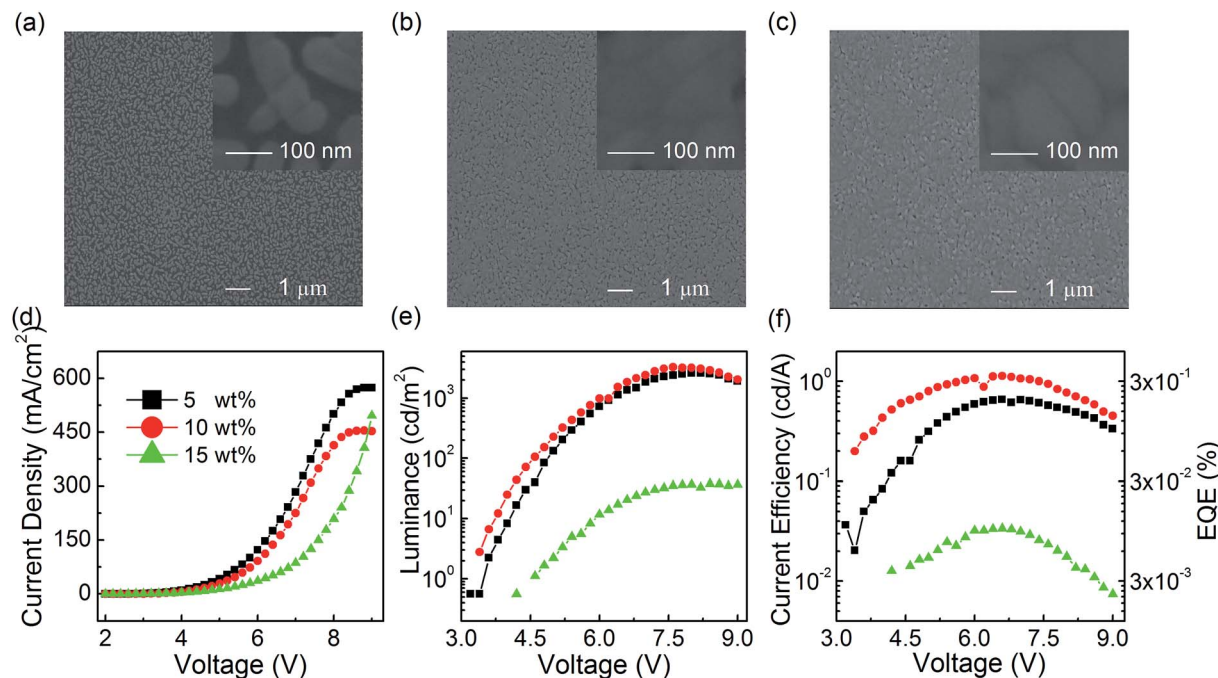 (a)
(b)
(c)
100 nm
100 nm
100 nm
1 μm
1 μm
1 μm
(d)
(e)
(f)
Current Density (mA/cm²)
600
450
300
150
0
5 wt%
10 wt%
15 wt%
2 4 6 8
Voltage (V)
Luminance (cd/m²)
10³
10²
10¹
10⁰
3.0 4.5 6.0 7.5 9.0
Voltage (V)
Current Efficiency (cd/A)
10⁰
10⁻¹
10⁻²
3.0 4.5 6.0 7.5 9.0
Voltage (V)
3x10⁻¹
3x10⁻²
3x10⁻³
EQE (%)